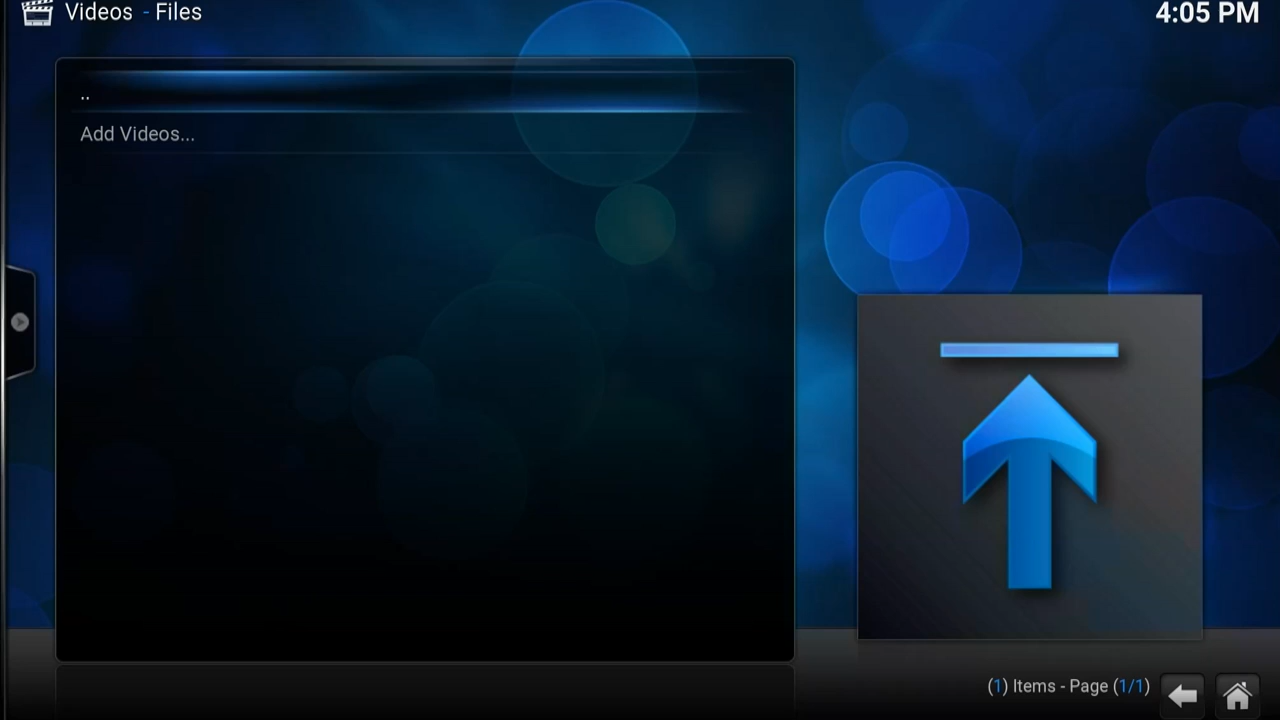 Videos - Files
4:05 PM
..
Add Videos...
(1) Items - Page (1/1)